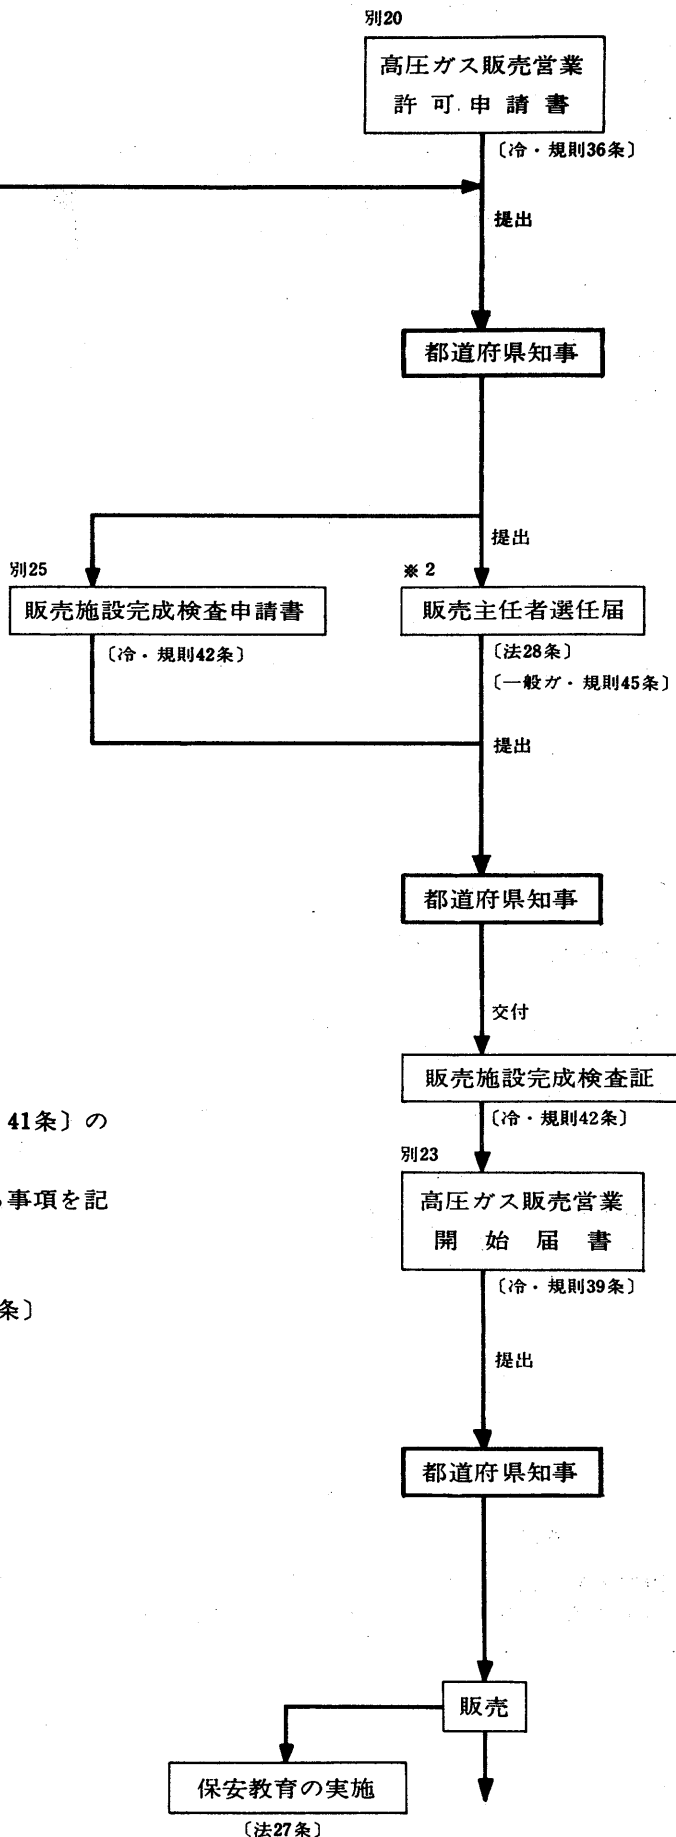 別20
高圧ガス販売営業
許可申請書
〔冷・規則36条〕
提出
都道府県知事
提出
別25
販売施設完成検査申請書
〔冷・規則42条〕
※2
販売主任者選任届
〔法28条〕
〔一般ガ・規則45条〕
提出
都道府県知事
交付
販売施設完成検査証
〔冷・規則42条〕
41条〕の
事項を記
条〕
別23
高圧ガス販売営業
開始届書
〔冷・規則39条〕
提出
都道府県知事
販売
保安教育の実施
〔法27条〕